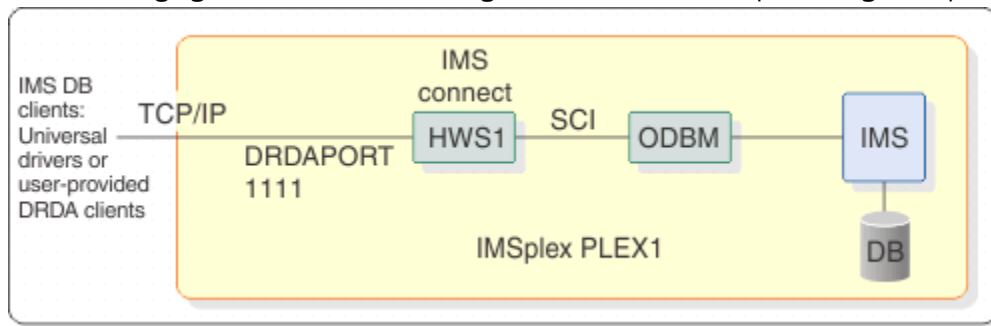 IMS DB
clients:
Universal
drivers or
user-provided
DRDA clients
TCP/IP
DRDAPORT
1111
IMS
connect
HWS1
SCI
ODBM
IMS
DB
IMSplex PLEX1